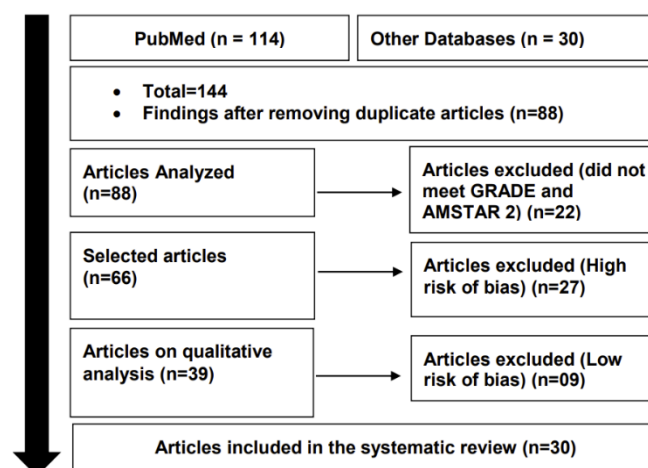 PubMed (n = 114)
Other Databases (n = 30)
• Total=144
• Findings after removing duplicate articles (n=88)
Articles Analyzed
(n=88)
Articles excluded (did not
meet GRADE and
AMSTAR 2) (n=22)
Selected articles
(n=66)
Articles excluded (High
risk of bias) (n=27)
Articles on qualitative
analysis (n=39)
Articles excluded (Low
risk of bias) (n=09)
Articles included in the systematic review (n=30)